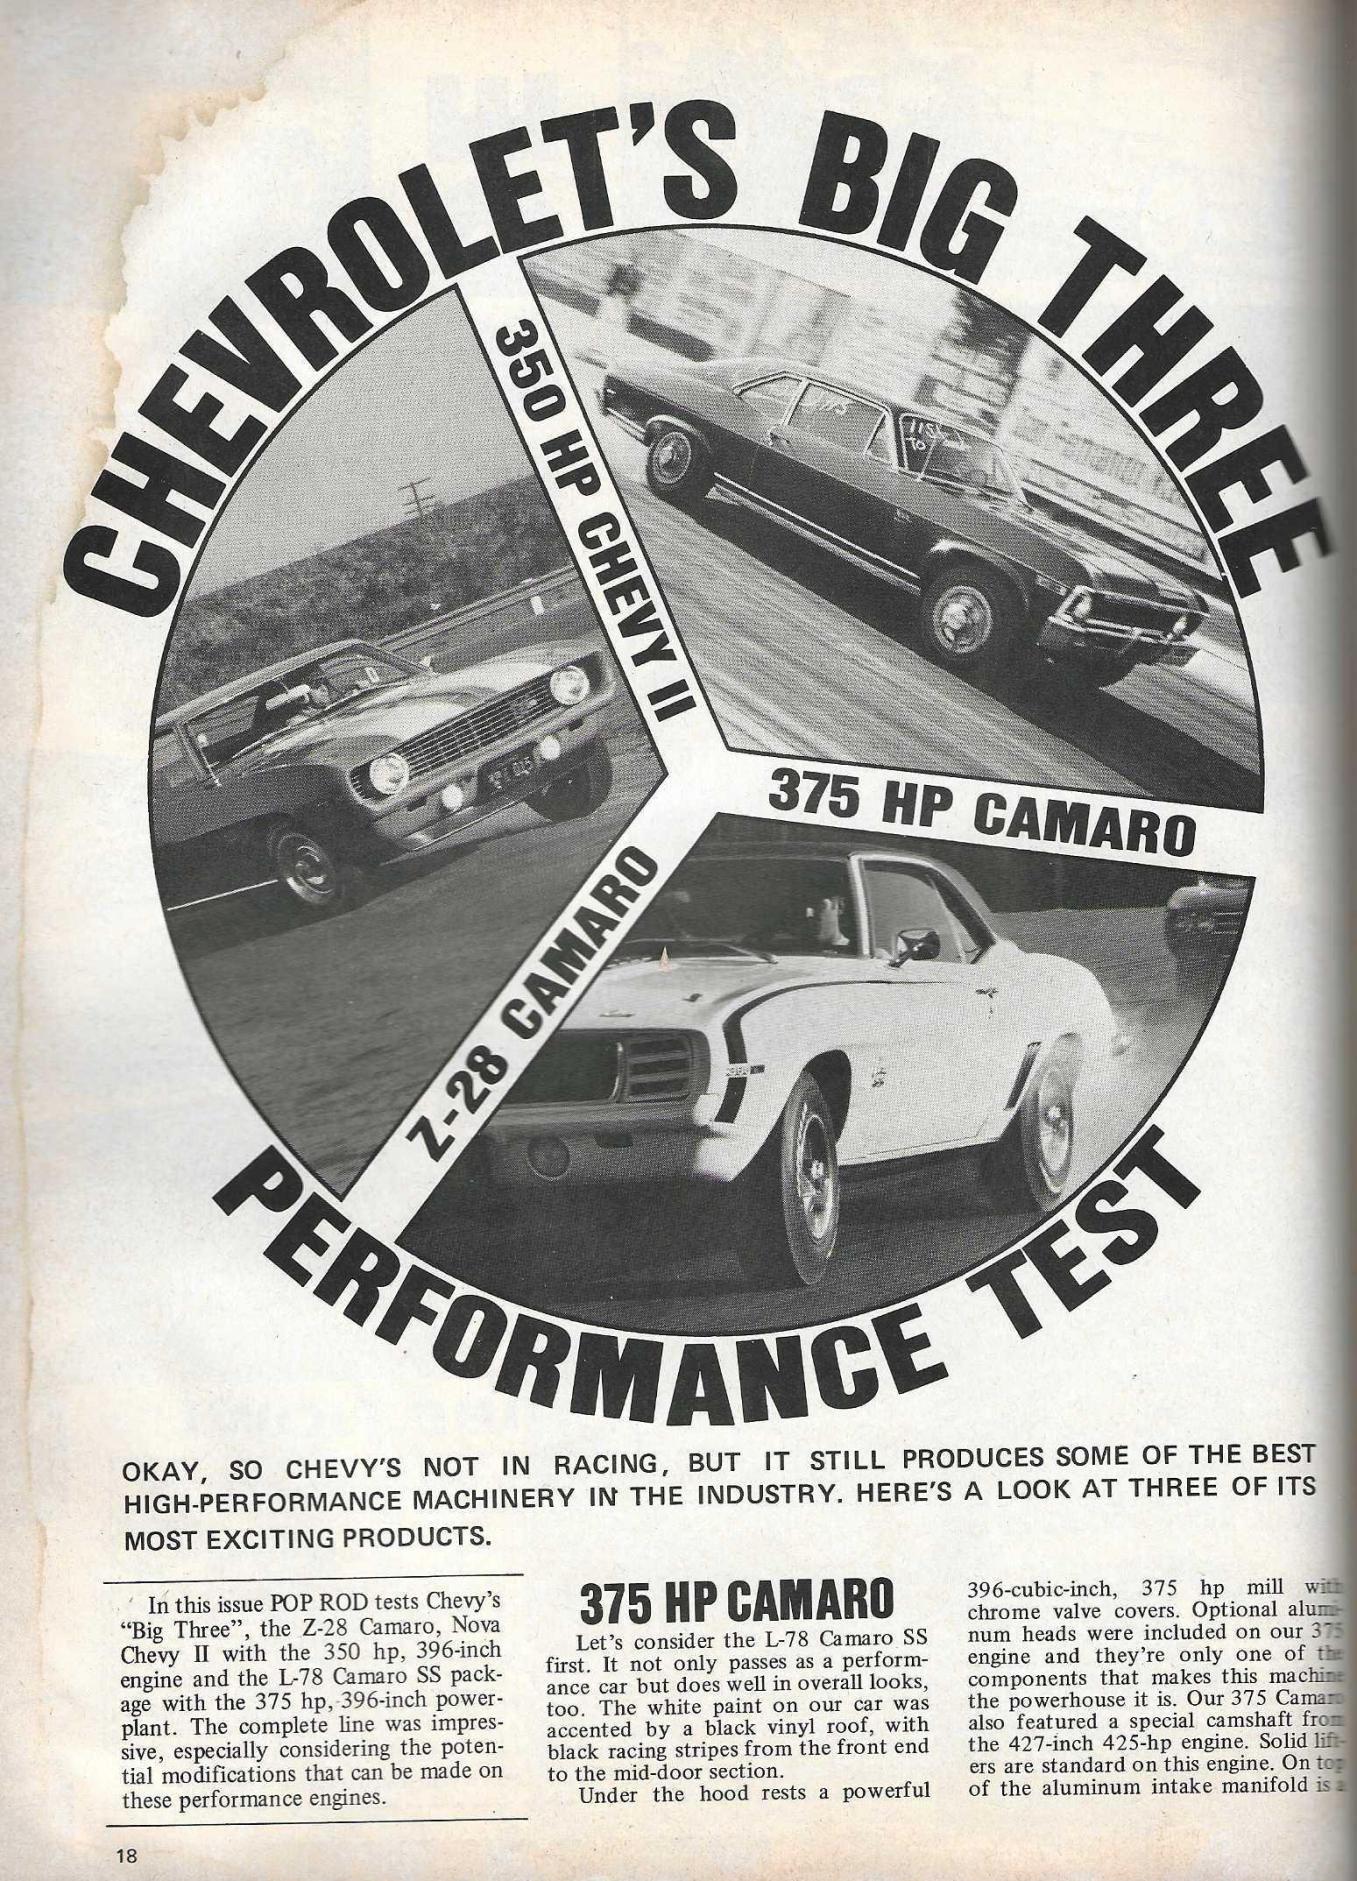 CHEVROLET'S BIG THREE
350 HP CHEVY II
375 HP CAMARO
Z-28 CAMARO
PERFORMANCE TEST
OKAY, SO CHEVY'S NOT IN RACING, BUT IT STILL PRODUCES SOME OF THE BEST
HIGH-PERFORMANCE MACHINERY IN THE INDUSTRY. HERE'S A LOOK AT THREE OF ITS
MOST EXCITING PRODUCTS.
In this issue POP ROD tests Chevy's
"Big Three", the Z-28 Camaro, Nova
Chevy II with the 350 hp, 396-inch
engine and the L-78 Camaro SS pack-
age with the 375 hp, 396-inch power-
plant. The complete line was impres-
sive, especially considering the poten-
tial modifications that can be made on
these performance engines.
375 HP CAMARO
Let's consider the L-78 Camaro SS
first. It not only passes as a perform-
ance car but does well in overall looks,
too. The white paint on our car was
accented by a black vinyl roof, with
black racing stripes from the front end
to the mid-door section.
Under the hood rests a powerful
396-cubic-inch, 375 hp mill with
chrome valve covers. Optional alumi-
num heads were included on our 375
engine and they're only one of the
components that makes this machine
the powerhouse it is. Our 375 Camaro
also featured a special camshaft from
the 427-inch 425-hp engine. Solid lift-
ers are standard on this engine. On top
of the aluminum intake manifold is a
18